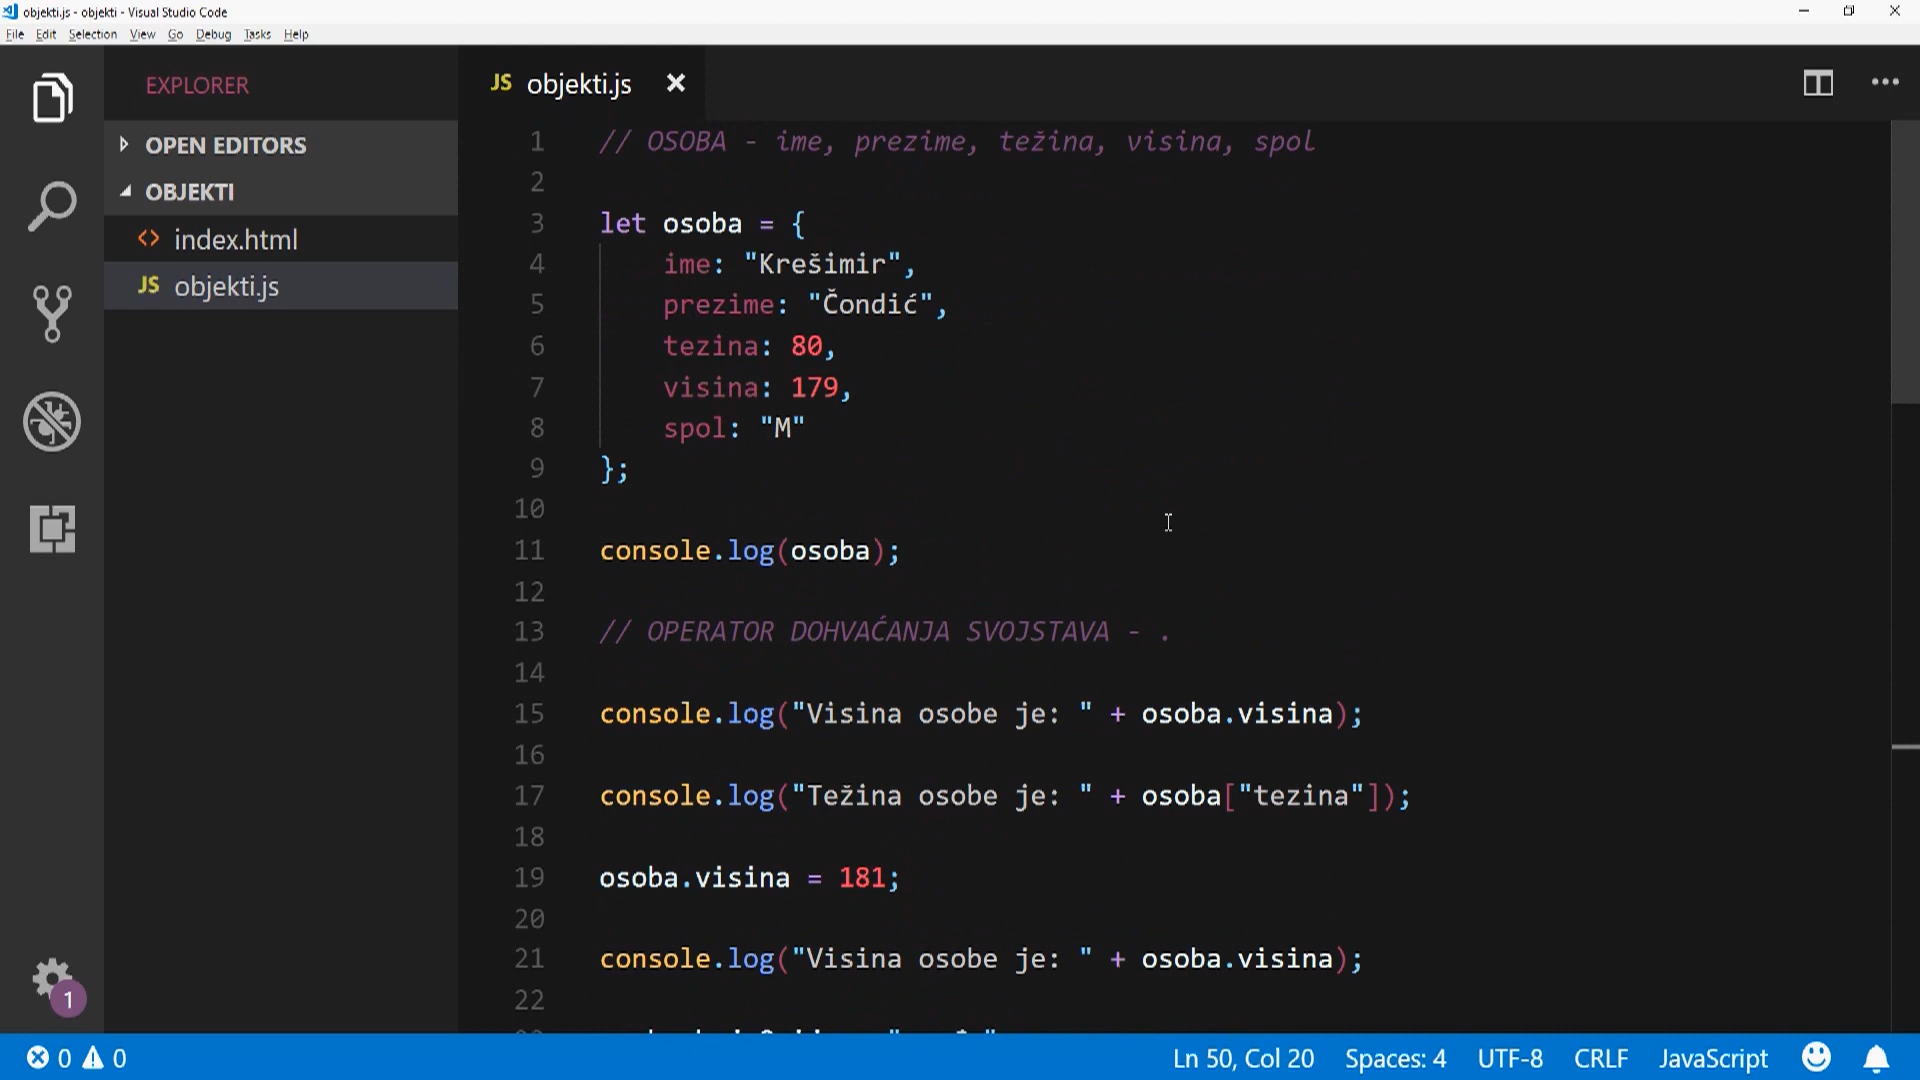 objekti.js - objekti - Visual Studio Code
File Edit Selection View Go Debug Tasks Help
EXPLORER
OPEN EDITORS
OBJEKTI
<> index.html
JS objekti.js
JS objekti.js
1 // OSOBA - ime, prezime, težina, visina, spol
2
3 let osoba = {
4 ime: "Krešimir",
5 prezime: "Čondić",
6 tezina: 80,
7 visina: 179,
8 spol: "M"
9 };
10
11 console.log(osoba);
12
13 // OPERATOR DOHVAĆANJA SVOJSTAVA - .
14
15 console.log("Visina osobe je: " + osoba.visina);
16
17 console.log("Težina osobe je: " + osoba["tezina"]);
18
19 osoba.visina = 181;
20
21 console.log("Visina osobe je: " + osoba.visina);
22
1
0 0 Ln 50, Col 20 Spaces: 4 UTF-8 CRLF JavaScript